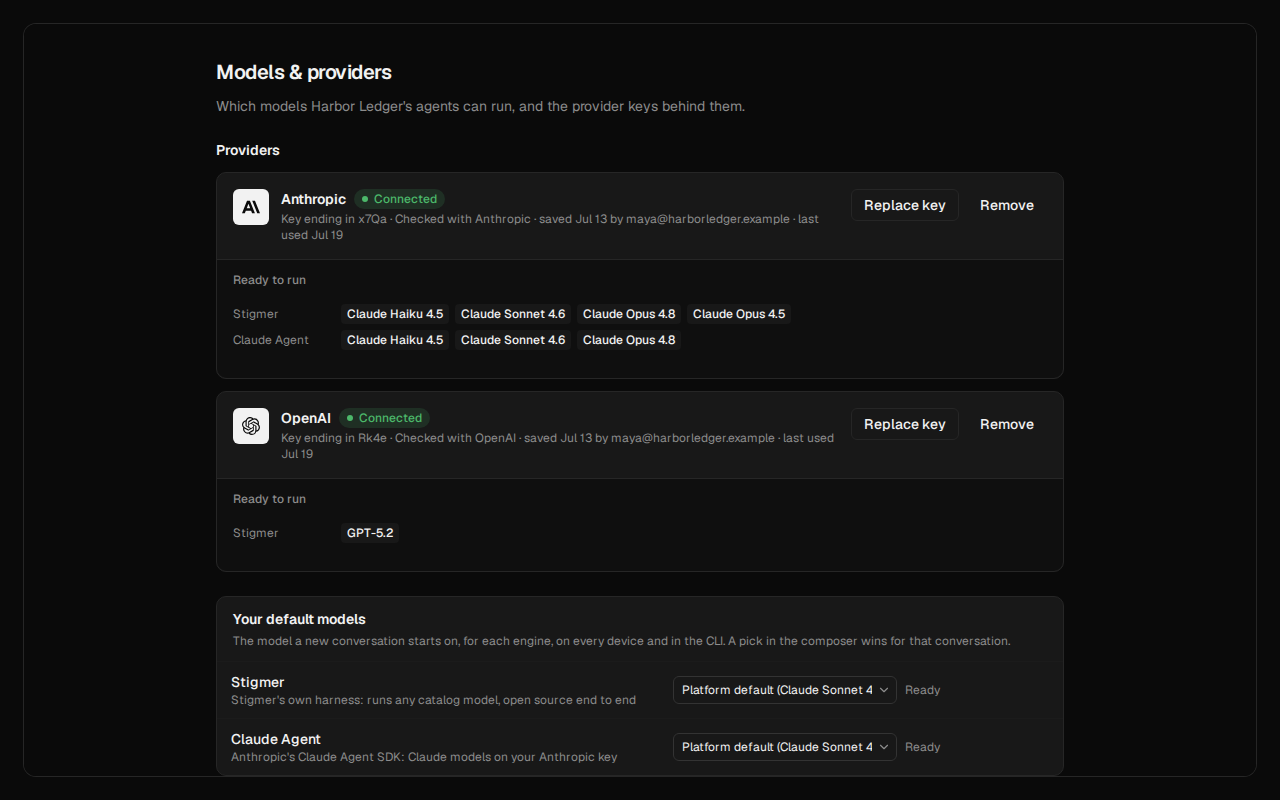 Models & providers
Which models Harbor Ledger's agents can run, and the provider keys behind them.
Providers
Anthropic
Connected
Key ending in x7Qa · Checked with Anthropic · saved Jul 13 by maya@harborledger.example · last
used Jul 19
Replace key
Remove
Ready to run
Stigmer
Claude Haiku 4.5
Claude Sonnet 4.6
Claude Opus 4.8
Claude Opus 4.5
Claude Agent
Claude Haiku 4.5
Claude Sonnet 4.6
Claude Opus 4.8
OpenAI
Connected
Key ending in Rk4e · Checked with OpenAI · saved Jul 13 by maya@harborledger.example · last used
Jul 19
Replace key
Remove
Ready to run
Stigmer
GPT-5.2
Your default models
The model a new conversation starts on, for each engine, on every device and in the CLI. A pick in the composer wins for that conversation.
Stigmer
Stigmer's own harness: runs any catalog model, open source end to end
Platform default (Claude Sonnet 4
Ready
Claude Agent
Anthropic's Claude Agent SDK: Claude models on your Anthropic key
Platform default (Claude Sonnet 4
Ready